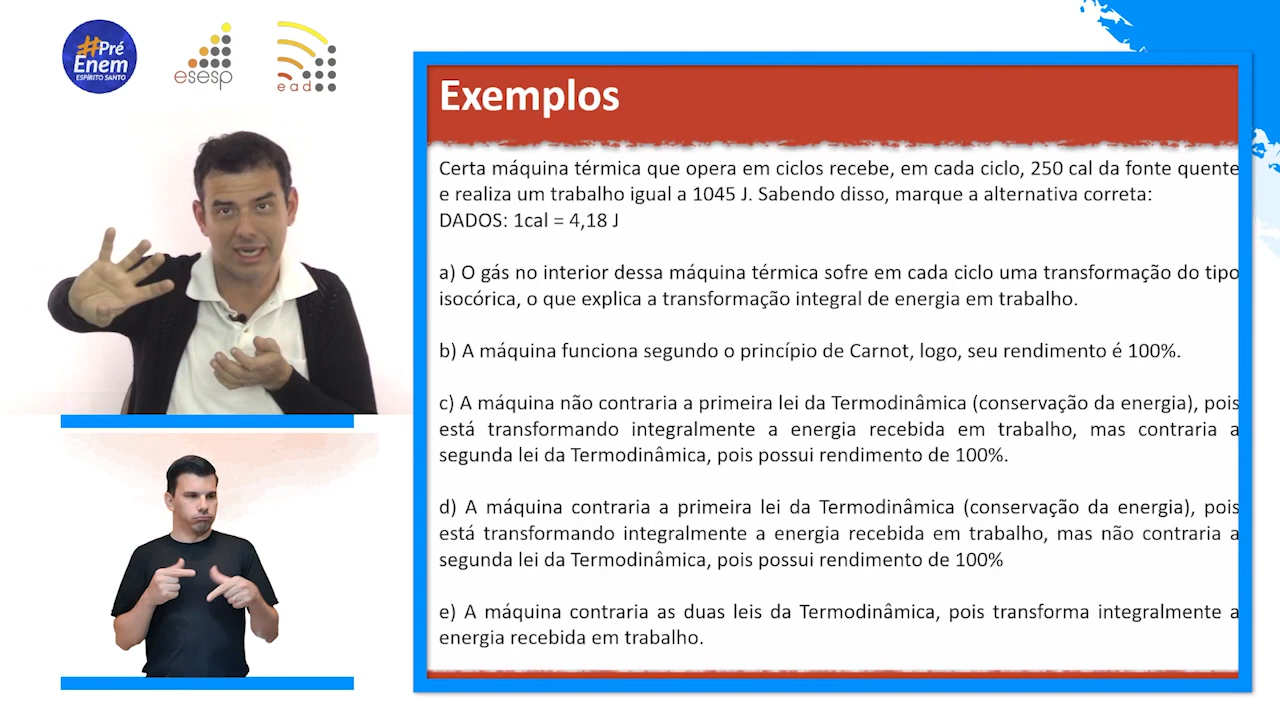 #Pré
Enem
ESPÍRITO SANTO
esesp
ead
Exemplos
Certa máquina térmica que opera em ciclos recebe, em cada ciclo, 250 cal da fonte quente
e realiza um trabalho igual a 1045 J. Sabendo disso, marque a alternativa correta:
DADOS: 1cal = 4,18 J
a) O gás no interior dessa máquina térmica sofre em cada ciclo uma transformação do tipo
isocórica, o que explica a transformação integral de energia em trabalho.
b) A máquina funciona segundo o princípio de Carnot, logo, seu rendimento é 100%.
c) A máquina não contraria a primeira lei da Termodinâmica (conservação da energia), pois
está transformando integralmente a energia recebida em trabalho, mas contraria a
segunda lei da Termodinâmica, pois possui rendimento de 100%.
d) A máquina contraria a primeira lei da Termodinâmica (conservação da energia), pois
está transformando integralmente a energia recebida em trabalho, mas não contraria a
segunda lei da Termodinâmica, pois possui rendimento de 100%
e) A máquina contraria as duas leis da Termodinâmica, pois transforma integralmente a
energia recebida em trabalho.